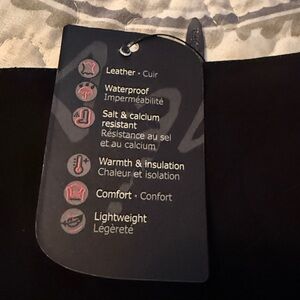 Leather • Cuir
Waterproof
Imperméabilité
Salt & calcium
resistant
Résistance au sel
et au calcium
Warmth & insulation
Chaleur et isolation
Comfort • Confort
Lightweight
Légèreté